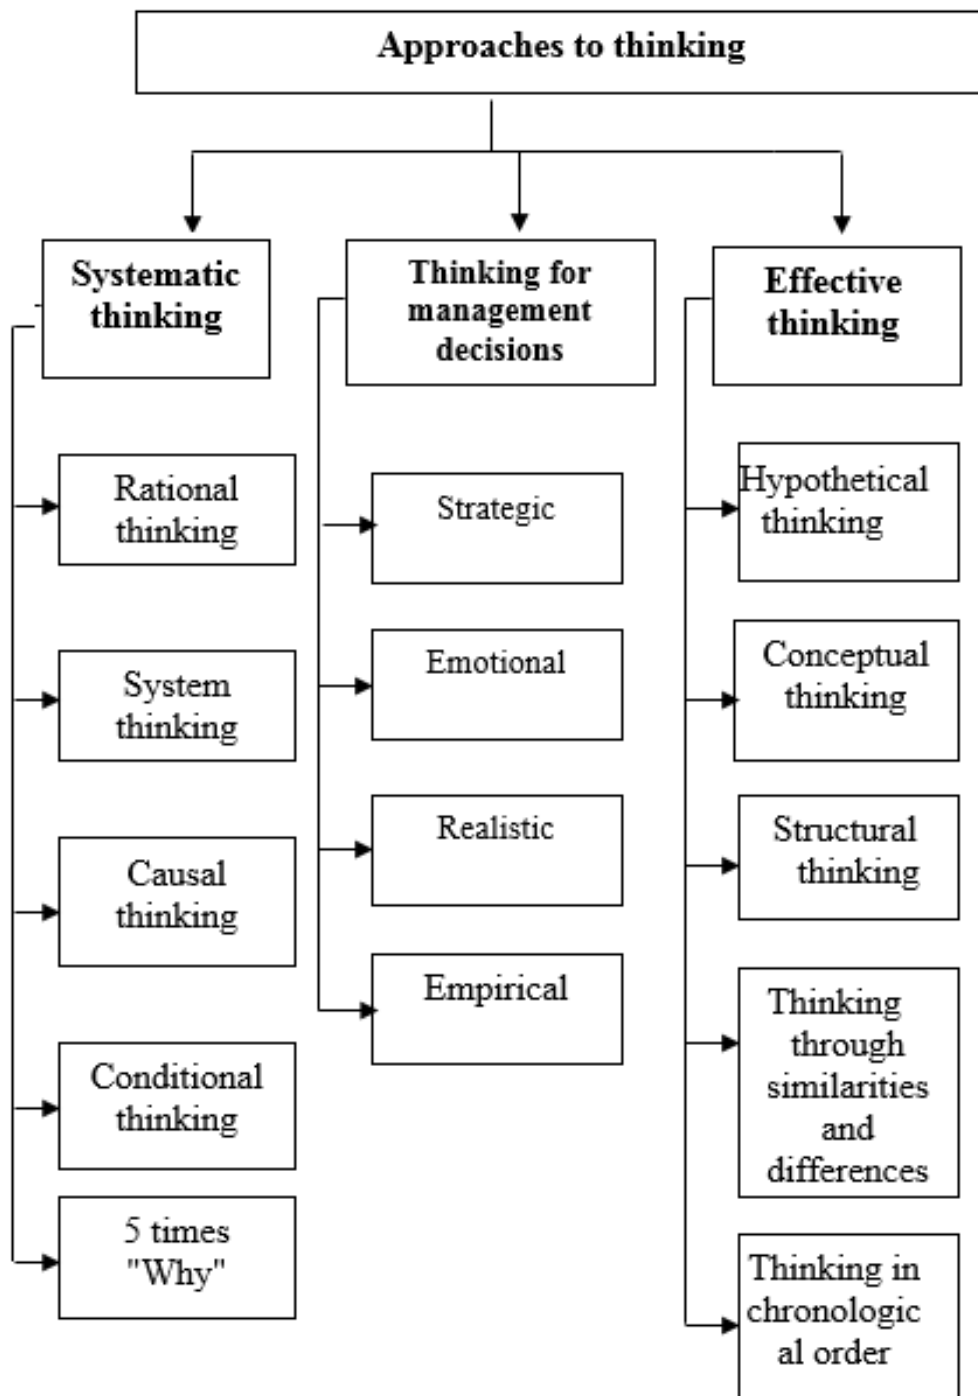 Approaches to thinking
Systematic
thinking
Rational
thinking
System
thinking
Causal
thinking
Conditional
thinking
5 times
"Why"
Thinking for
management
decisions
Strategic
Emotional
Realistic
Empirical
Effective
thinking
Hypothetical
thinking
Conceptual
thinking
Structural
thinking
Thinking
through
similarities
and
differences
Thinking in
chronologic
al order